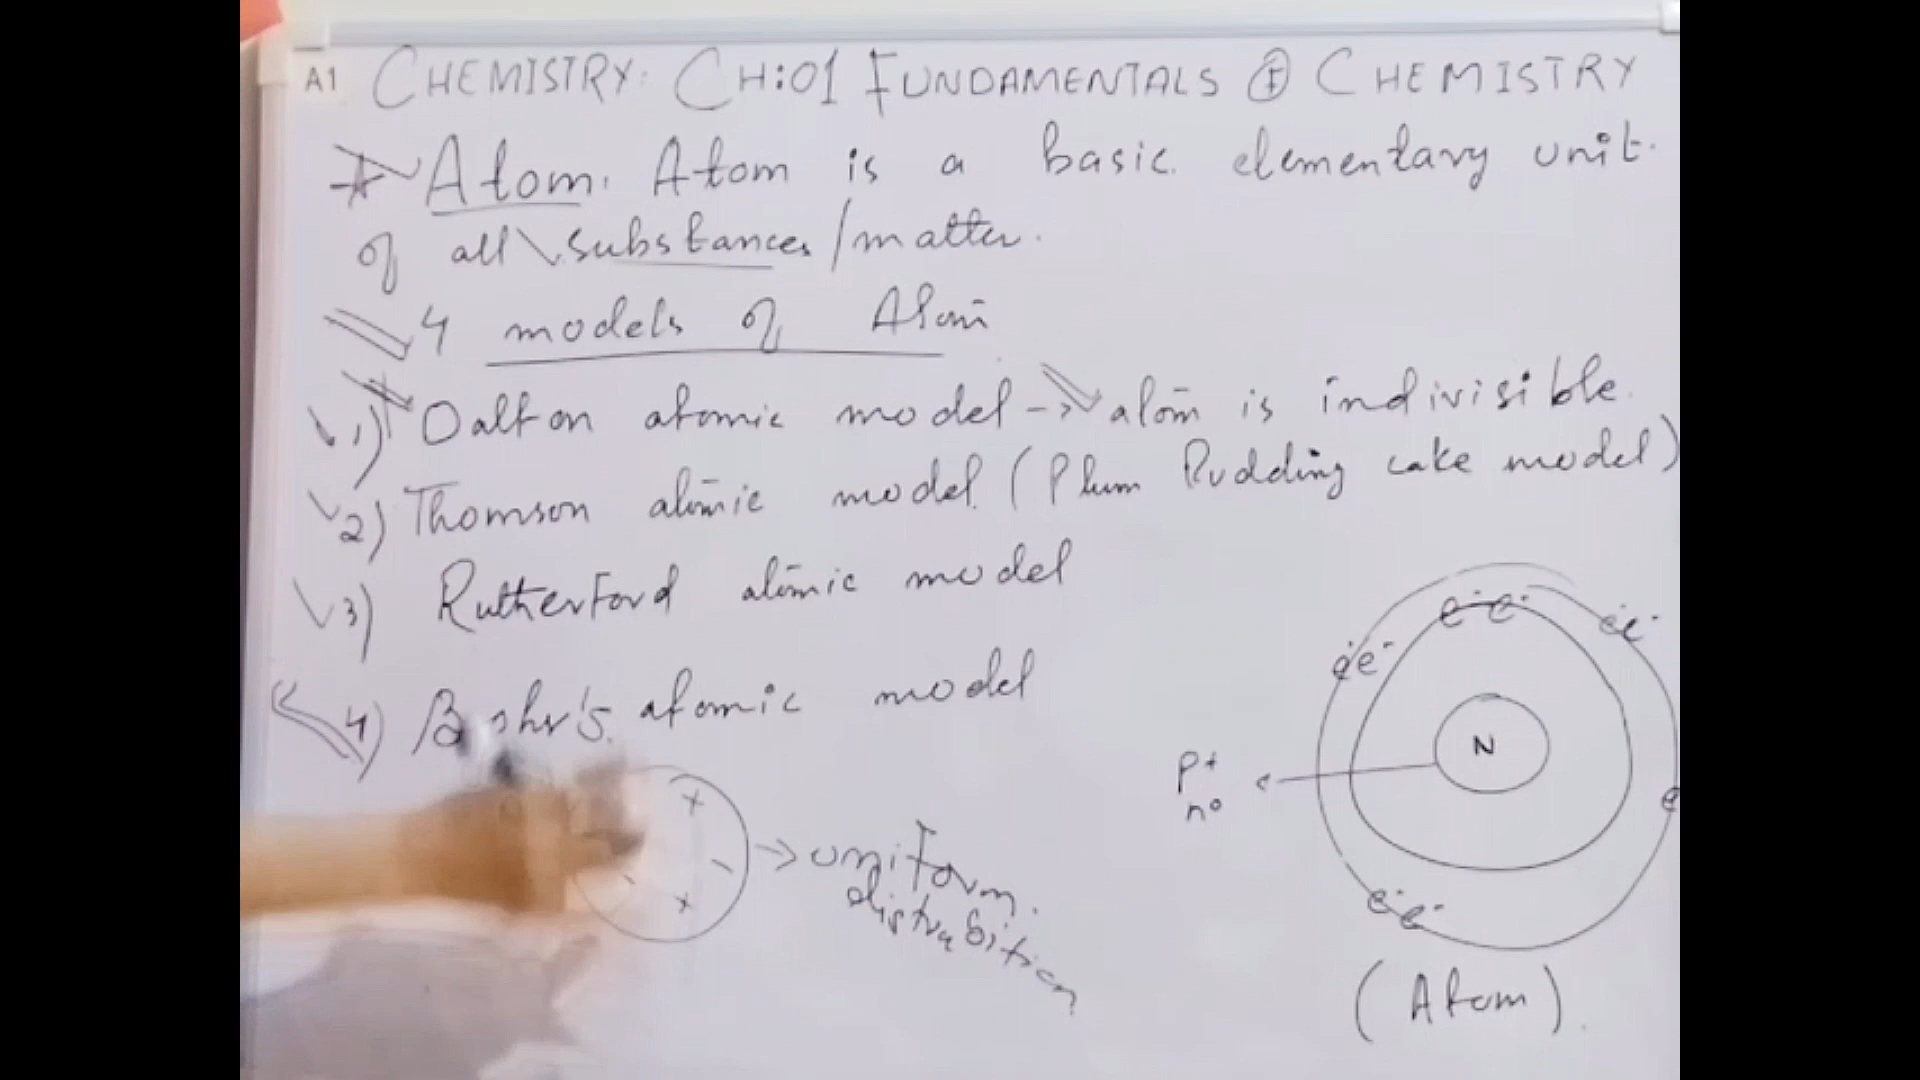 A1 CHEMISTRY: CH:01 FUNDAMENTALS OF CHEMISTRY
Atom. Atom is a basic elementary unit.
of all substances/matter.
4 models of Atom
1) Dalton atomic model -> atom is indivisible.
2) Thomson atomic model (Plum Pudding cake model)
3) Rutherford atomic model
4) Bohr's atomic model
e- e-
e-
e-
N
P+
n°
e
e-
e-
+
-
+
-
→ uniform.
distrubition
(Atom)